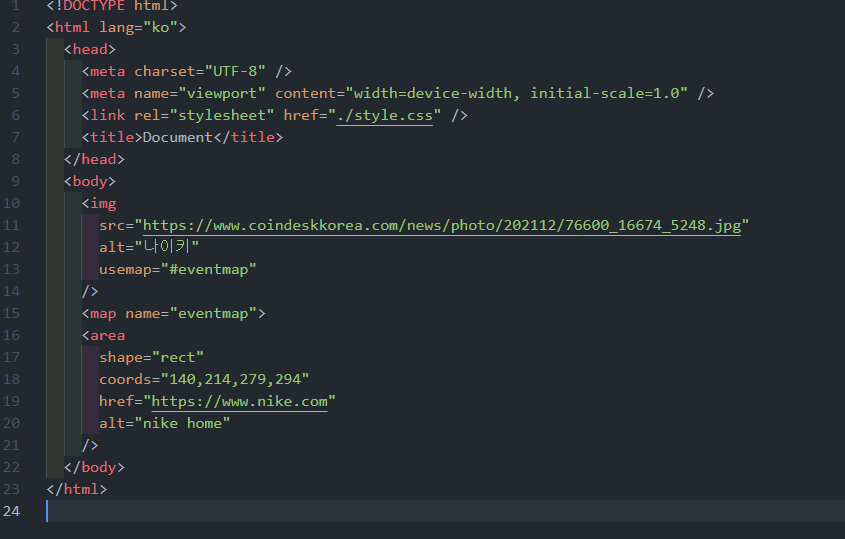 1 <!DOCTYPE html>
2 <html lang="ko">
3 <head>
4 <meta charset="UTF-8" />
5 <meta name="viewport" content="width=device-width, initial-scale=1.0" />
6 <link rel="stylesheet" href="./style.css" />
7 <title>Document</title>
8 </head>
9 <body>
10 <img
11 src="https://www.coindeskkorea.com/news/photo/202112/76600_16674_5248.jpg"
12 alt="나이키"
13 usemap="#eventmap"
14 />
15 <map name="eventmap">
16 <area
17 shape="rect"
18 coords="140,214,279,294"
19 href="https://www.nike.com"
20 alt="nike home"
21 />
22 </body>
23 </html>
24